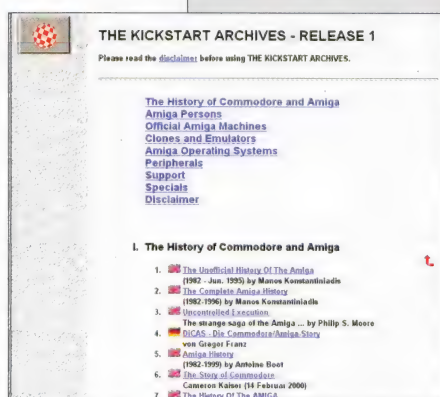 THE KICKSTART ARCHIVES - RELEASE 1
Please read the disclaimer before using THE KICKSTART ARCHIVES.
The History of Commodore and Amiga
Amiga Persons
Official Amiga Machines
Clones and Emulators
Amiga Operating Systems
Peripherals
Support
Specials
Disclaimer
I. The History of Commodore and Amiga
1. The Unofficial History Of The Amiga
(1982 - Jun. 1995) by Manos Konstantiniadis
2. The Complete Amiga History
(1982-1996) by Manos Konstantiniadis
3. Uncontrolled Execution
The strange saga of the Amiga ... by Philip S. Moore
4. DiCAS - Die Commodore/Amiga-Story
von Gregor Franz
5. Amiga History
(1982-1999) by Antoine Boot
6. The Story of Commodore
Cameron Kaiser (14 Februar 2000)
7. The History Of The AMIGA